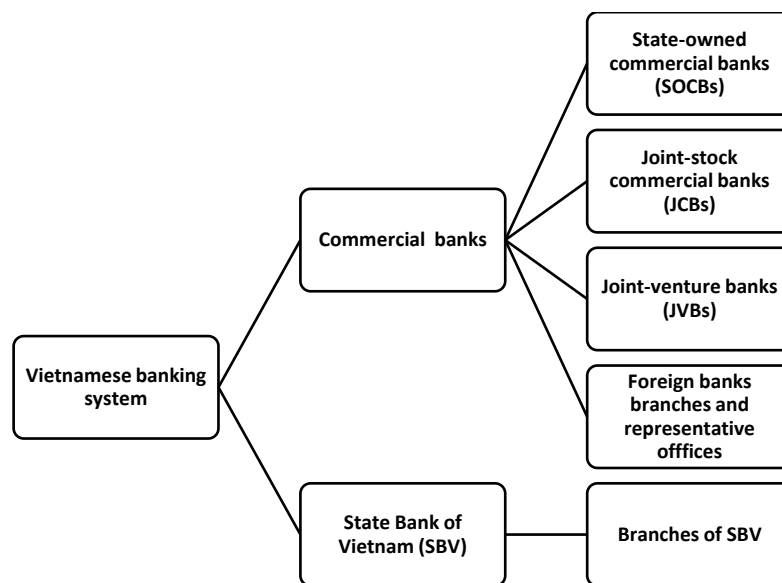 State-owned
commercial banks
(SOCBs)
Joint-stock
commercial banks
(JCBs)
Commercial  banks
Joint-venture banks
(JVBs)
Vietnamese banking
system
Foreign banks
branches and
representative
offfices
State Bank of
Vietnam (SBV)
Branches of SBV